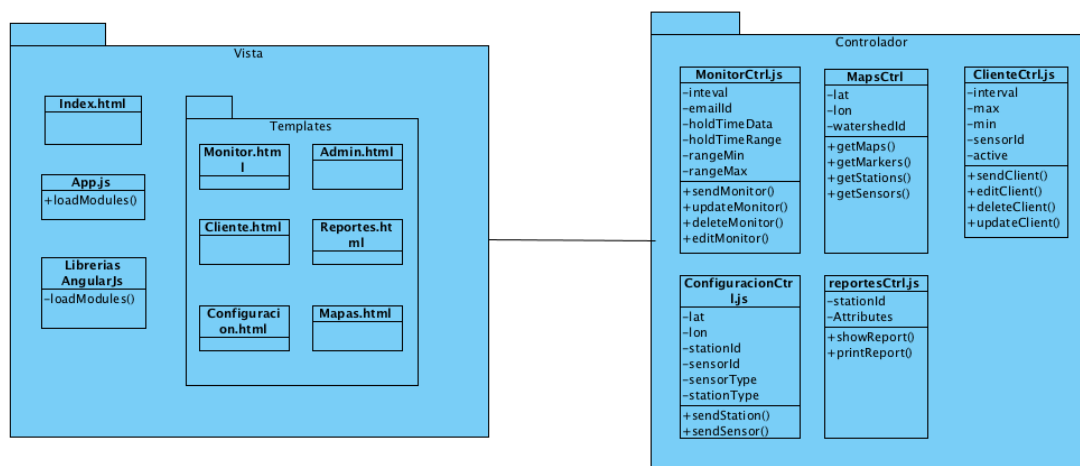 Vista
Index.html
App.js
+loadModules()
Librerias
AngularJs
-loadModules()
Templates
Monitor.htm
l
Admin.html
Cliente.html
Reportes.ht
ml
Configuraci
on.html
Mapas.html
Controlador
MonitorCtrl.js
-inteval
-emailId
-holdTimeData
-holdTimeRange
-rangeMin
-rangeMax
+sendMonitor()
+updateMonitor()
+deleteMonitor()
+editMonitor()
MapsCtrl
-lat
-lon
-watershedId
+getMaps()
+getMarkers()
+getStations()
+getSensors()
ClienteCtrl.js
-interval
-max
-min
-sensorId
-active
+sendClient()
+editClient()
+deleteClient()
+updateClient()
ConfiguracionCt
rl.js
-lat
-lon
-stationId
-sensorId
-sensorType
-stationType
+sendStation()
+sendSensor()
reportesCtrl.js
-stationId
-Attributes
+showReport()
+printReport()